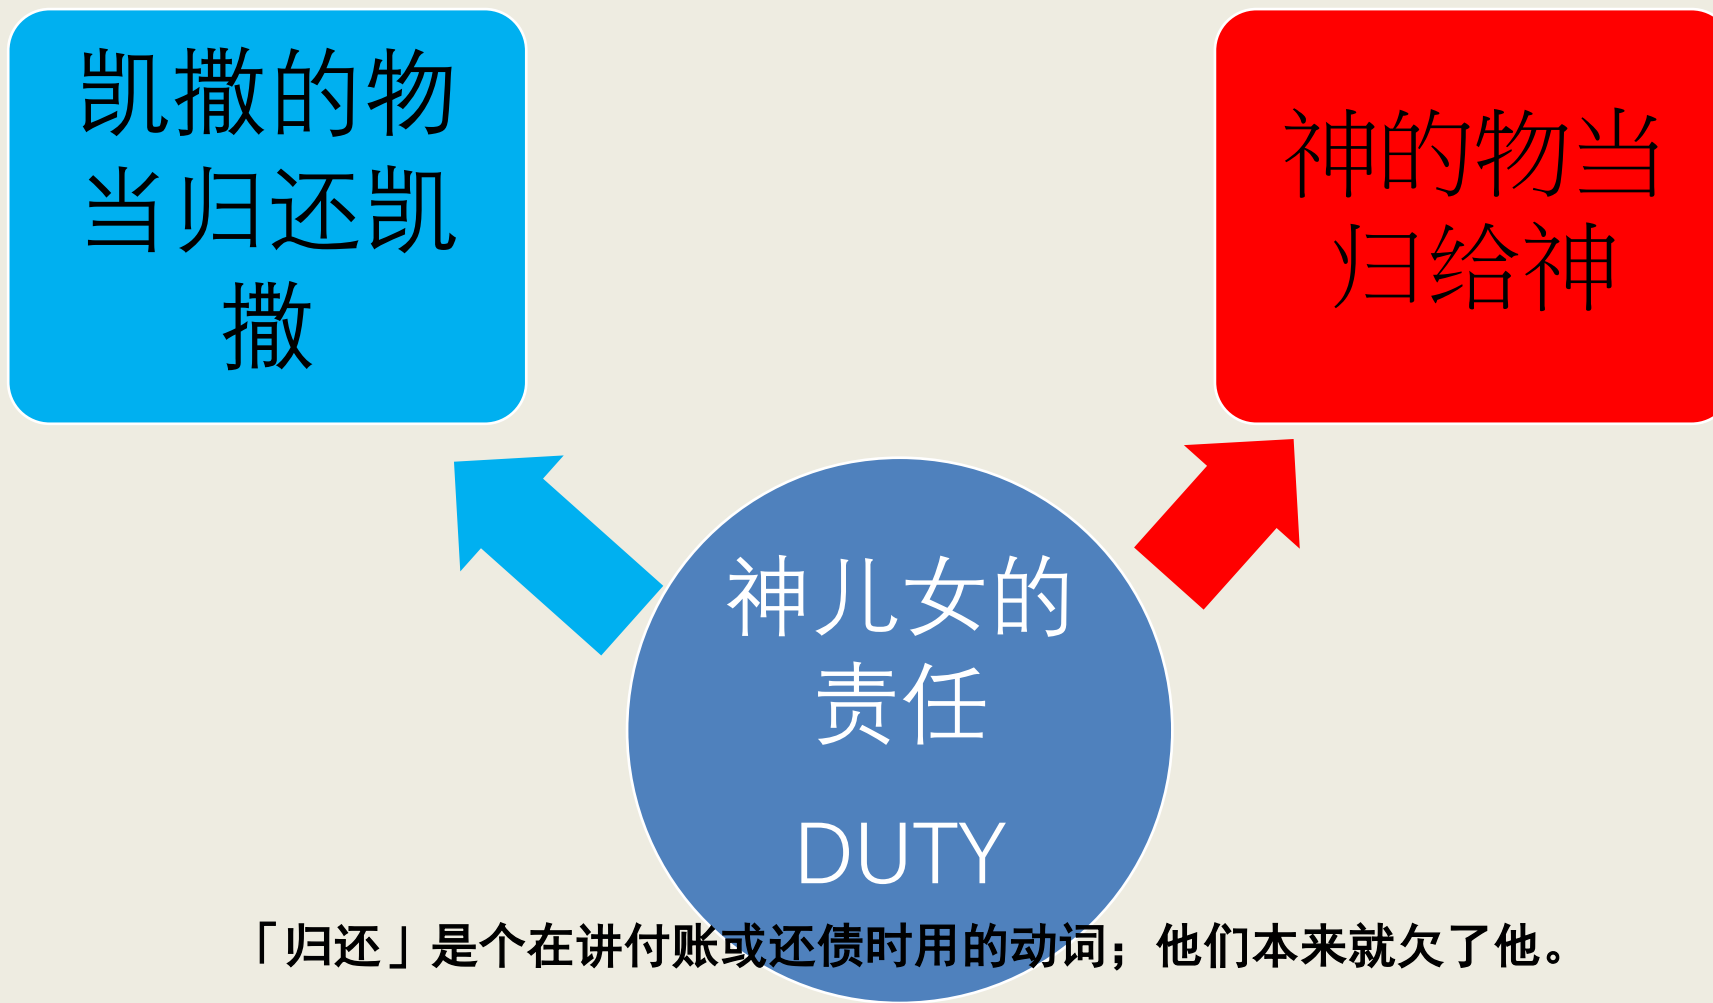 凯撒的物
当归还凯
撒
神的物当
归给神
神儿女的
责任
DUTY
「归还」是个在讲付账或还债时用的动词；他们本来就欠了他。